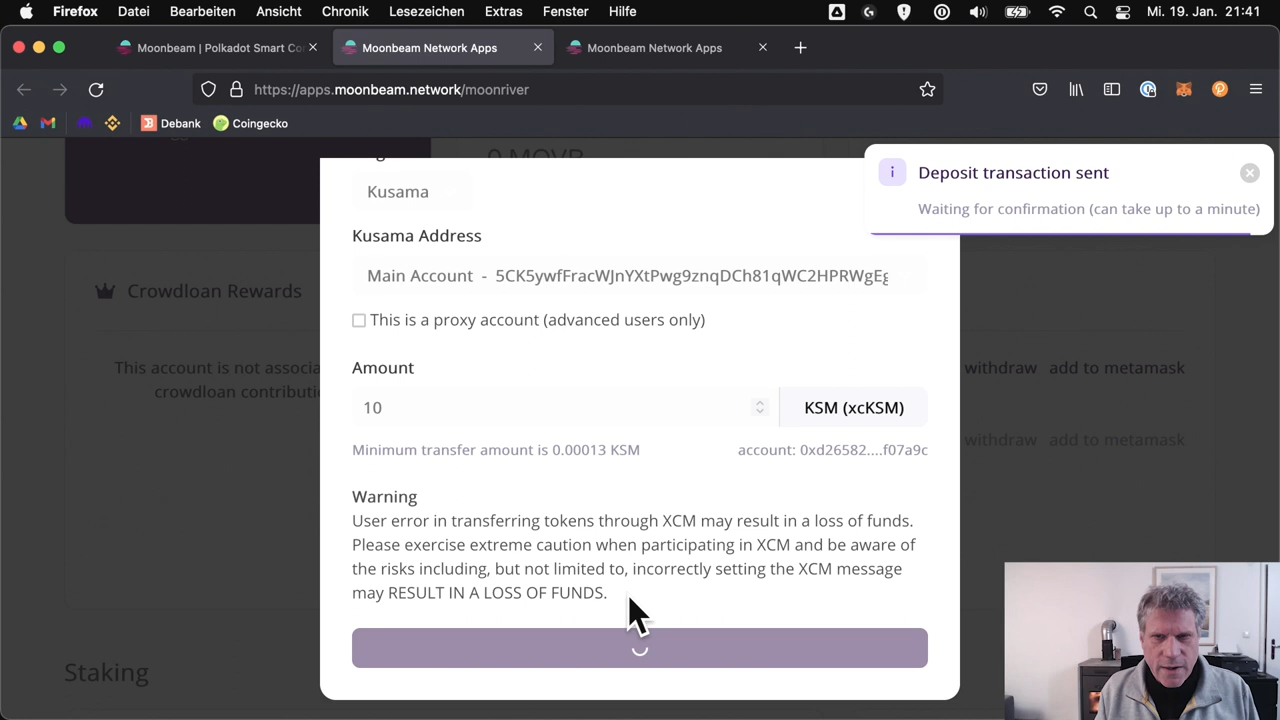 Firefox Datei Bearbeiten Ansicht Chronik Lesezeichen Extras Fenster Hilfe Mi. 19. Jan. 21:41
Moonbeam | Polkadot Smart Co
Moonbeam Network Apps
Moonbeam Network Apps
https://apps.moonbeam.network/moonriver
Debank Coingecko
0 MOVR
Deposit transaction sent
Waiting for confirmation (can take up to a minute)
Kusama
Kusama Address
Main Account - 5CK5ywfFracWJnYXtPwg9znqDCh81qWC2HPRWgEg
Crowdloan Rewards
This is a proxy account (advanced users only)
This account is not associa
crowdloan contributi
withdraw add to metamask
Amount
10 KSM (xcKSM)
withdraw add to metamask
Minimum transfer amount is 0.00013 KSM account: 0xd26582....f07a9c
Warning
User error in transferring tokens through XCM may result in a loss of funds.
Please exercise extreme caution when participating in XCM and be aware of
the risks including, but not limited to, incorrectly setting the XCM message
may RESULT IN A LOSS OF FUNDS.
Staking